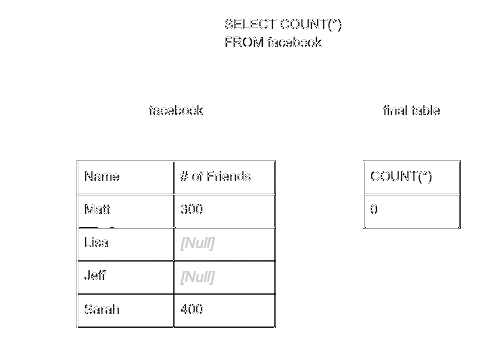 SELECT COUNT(*)
FROM facebook
facebook
final table
Name # of Friends
COUNT(*)
Matt 300
0
Lisa [Null]
Jeff [Null]
Sarah 400